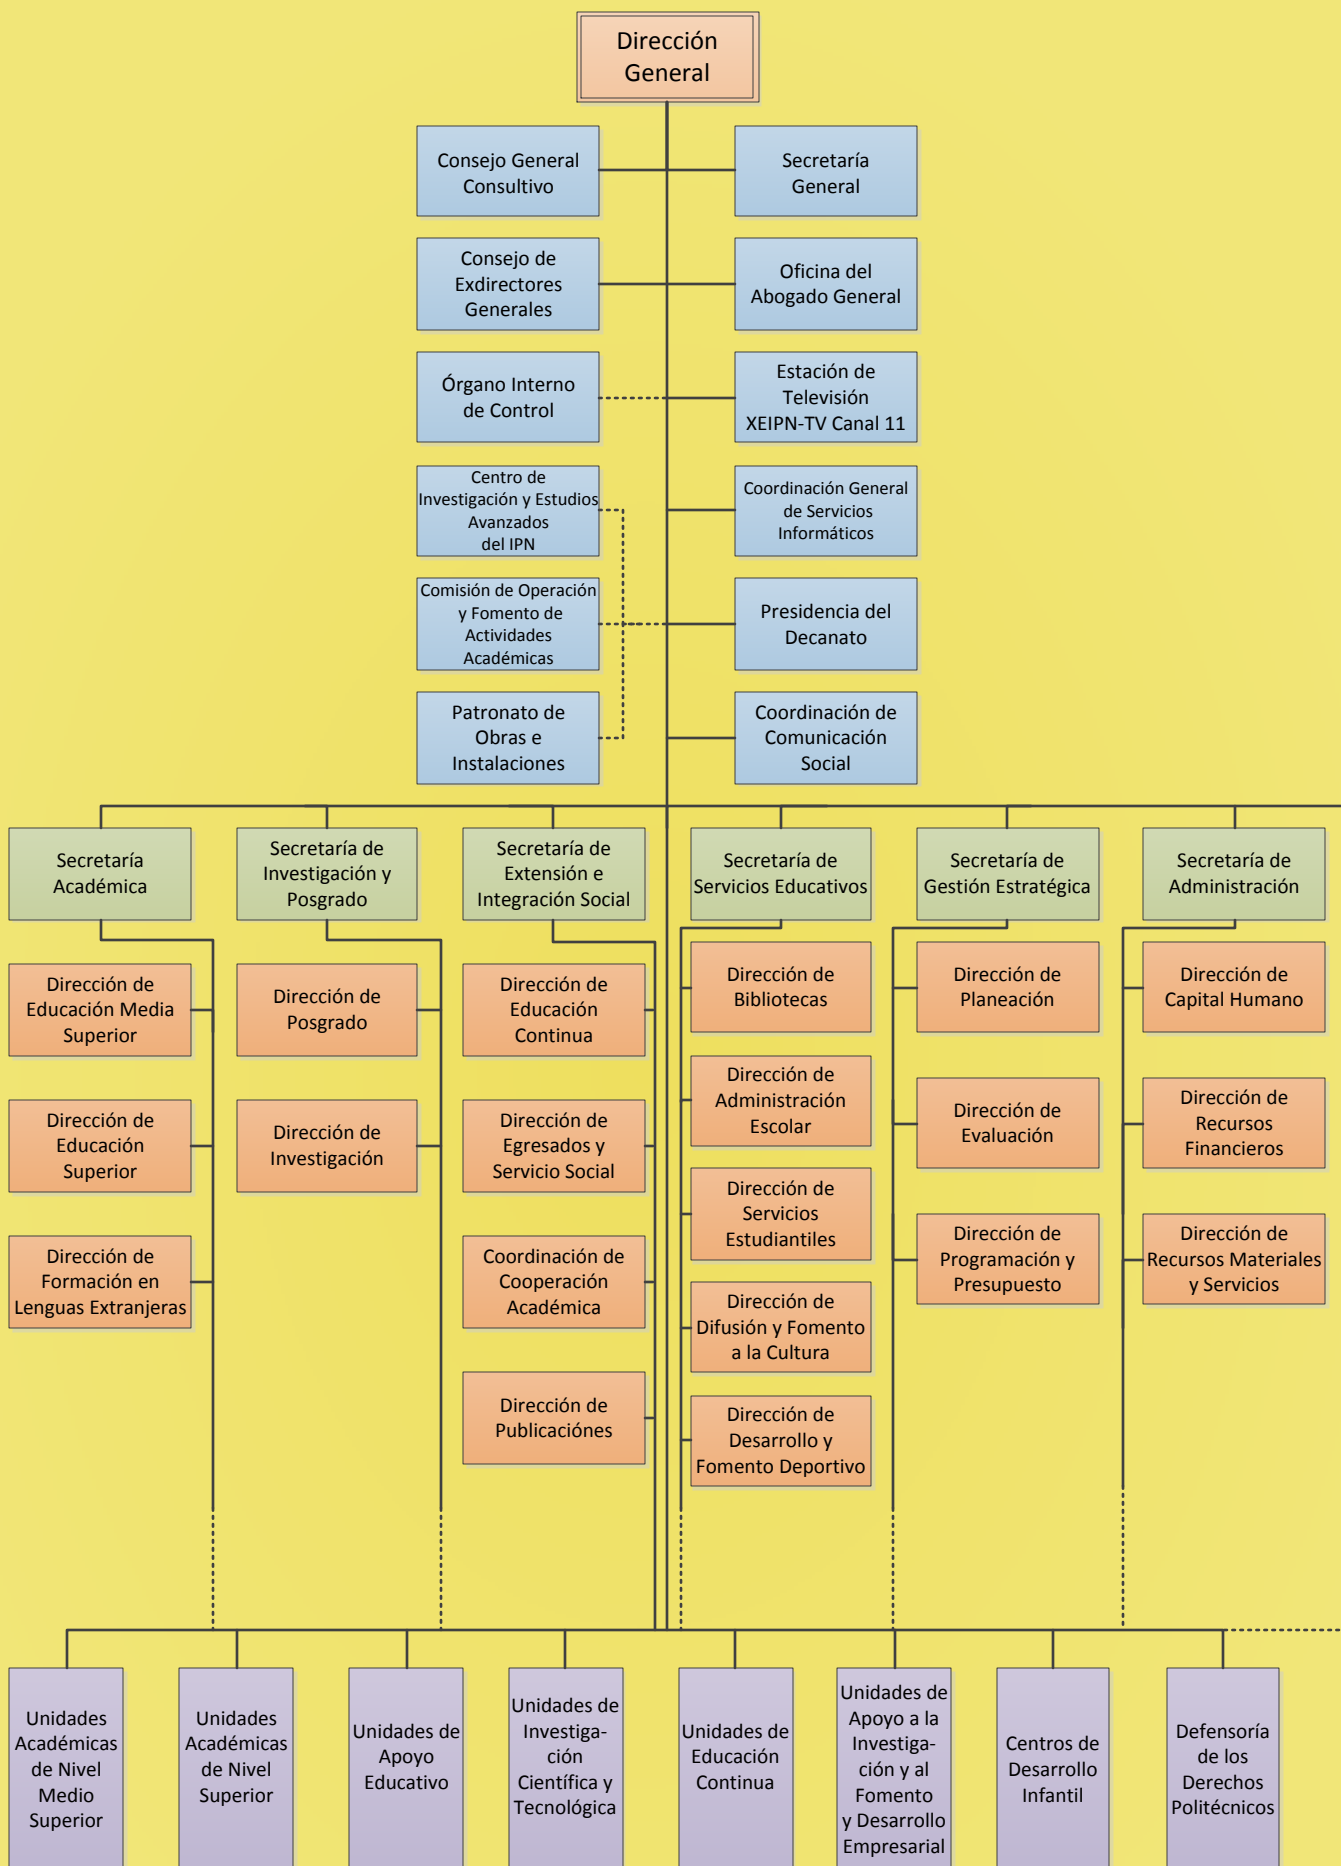 Dirección
General
Consejo General
Consultivo
Secretaría
General
Consejo de
Exdirectores
Generales
Oficina del
Abogado General
Órgano Interno
de Control
Estación de
Televisión
XEIPN-TV Canal 11
Centro de
Investigación y Estudios
Avanzados
del IPN
Coordinación General
de Servicios
Informáticos
Comisión de Operación
y Fomento de
Actividades
Académicas
Presidencia del
Decanato
Patronato de
Obras e
Instalaciones
Coordinación de
Comunicación
Social
Secretaría
Académica
Secretaría de
Investigación y
Posgrado
Secretaría de
Extensión e
Integración Social
Secretaría de
Servicios Educativos
Secretaría de
Gestión Estratégica
Secretaría de
Administración
Dirección de
Educación Media
Superior
Dirección de
Posgrado
Dirección de
Educación
Continua
Dirección de
Bibliotecas
Dirección de
Planeación
Dirección de
Capital Humano
Dirección de
Educación
Superior
Dirección de
Investigación
Dirección de
Egresados y
Servicio Social
Dirección de
Administración
Escolar
Dirección de
Evaluación
Dirección de
Recursos
Financieros
Dirección de
Formación en
Lenguas Extranjeras
Coordinación de
Cooperación
Académica
Dirección de
Servicios
Estudiantiles
Dirección de
Programación y
Presupuesto
Dirección de
Recursos Materiales
y Servicios
Dirección de
Difusión y Fomento
a la Cultura
Dirección de
Publicaciónes
Dirección de
Desarrollo y
Fomento Deportivo
Unidades
Académicas
de Nivel
Medio
Superior
Unidades
Académicas
de Nivel
Superior
Unidades de
Apoyo
Educativo
Unidades de
Investiga-
ción
Científica y
Tecnológica
Unidades de
Educación
Continua
Unidades de
Apoyo a la
Investiga-
ción y al
Fomento
y Desarrollo
Empresarial
Centros de
Desarrollo
Infantil
Defensoría
de los
Derechos
Politécnicos